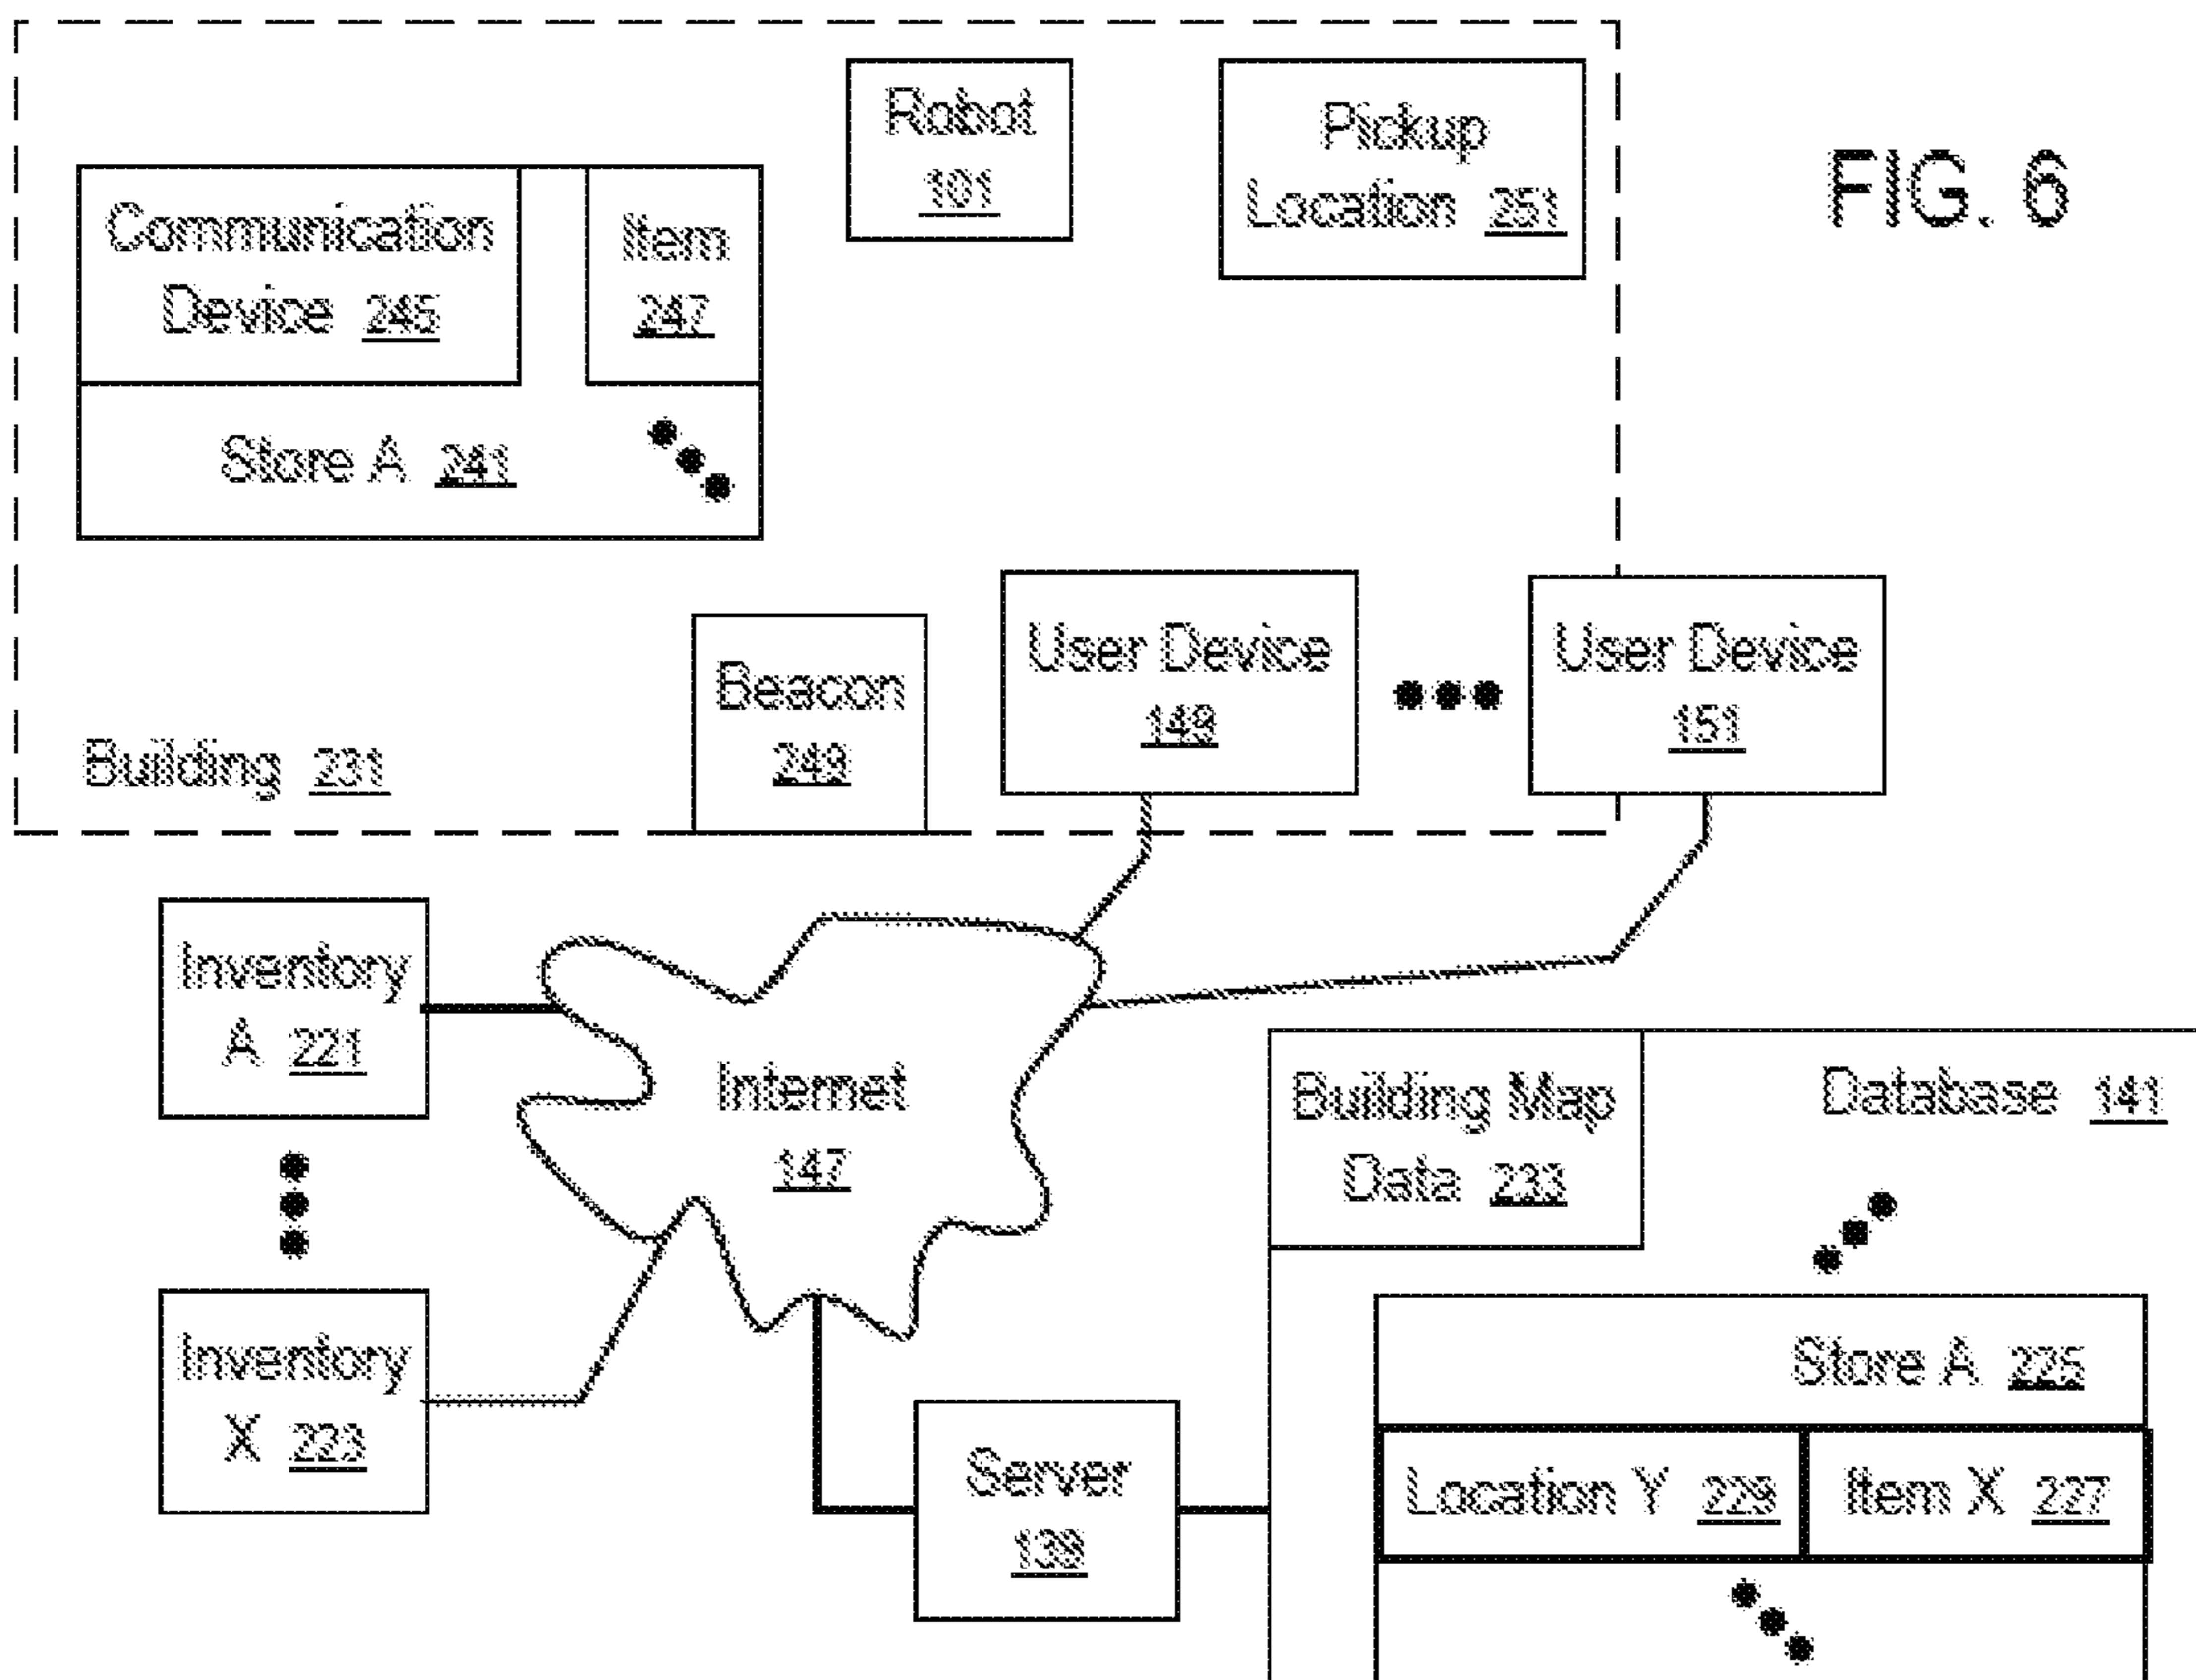 Robot
101
Pickup
Location 251
FIG. 6
Communication
Device 245
Item
247
Store A 241
User Device
149
User Device
151
Beacon
249
Building 231
Inventory
A 221
Internet
147
Building Map
Data 233
Database 141
Inventory
X 223
Store A 225
Server
139
Location Y 229
Item X 227